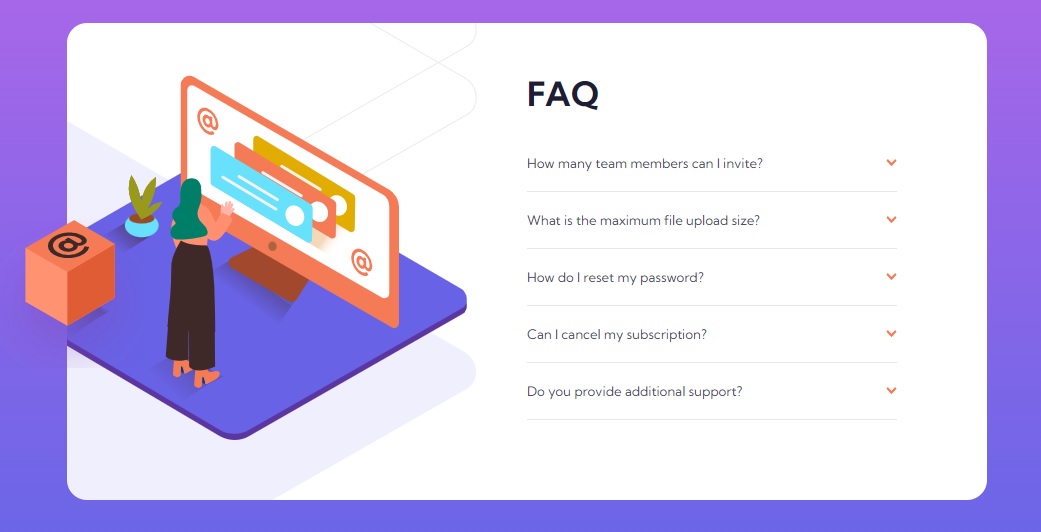 FAQ
How many team members can I invite?
What is the maximum file upload size?
How do I reset my password?
Can I cancel my subscription?
Do you provide additional support?
@
@
@